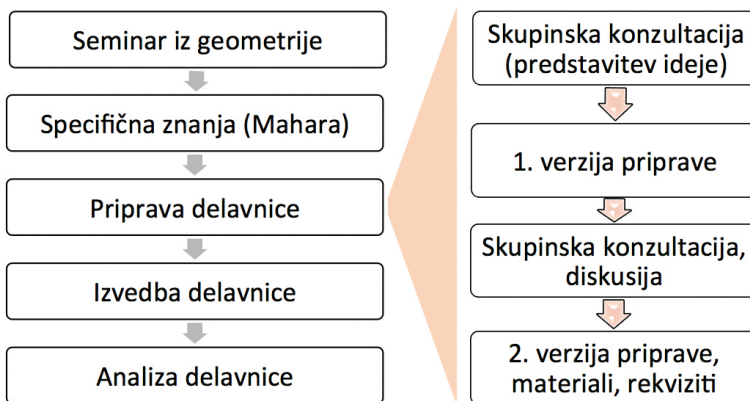 Seminar iz geometrije
Specifična znanja (Mahara)
Priprava delavnice
Izvedba delavnice
Analiza delavnice
Skupinska konzultacija
(predstavitev ideje)
1. verzija priprave
Skupinska konzultacija,
diskusija
2. verzija priprave,
materiali, rekviziti